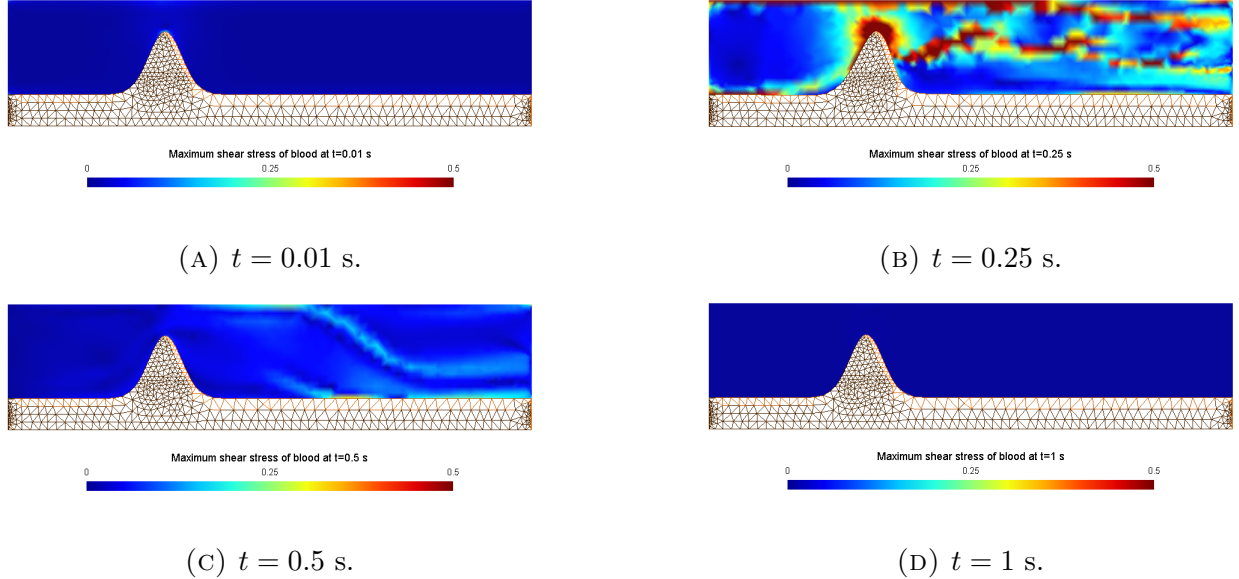 Maximum shear stress of blood at t=0.01 s
0 0.25 0.5
(A) t = 0.01 s.
Maximum shear stress of blood at t=0.25 s
0 0.25 0.5
(B) t = 0.25 s.
Maximum shear stress of blood at t=0.5 s
0 0.25 0.5
(C) t = 0.5 s.
Maximum shear stress of blood at t=1 s
0 0.25 0.5
(D) t = 1 s.